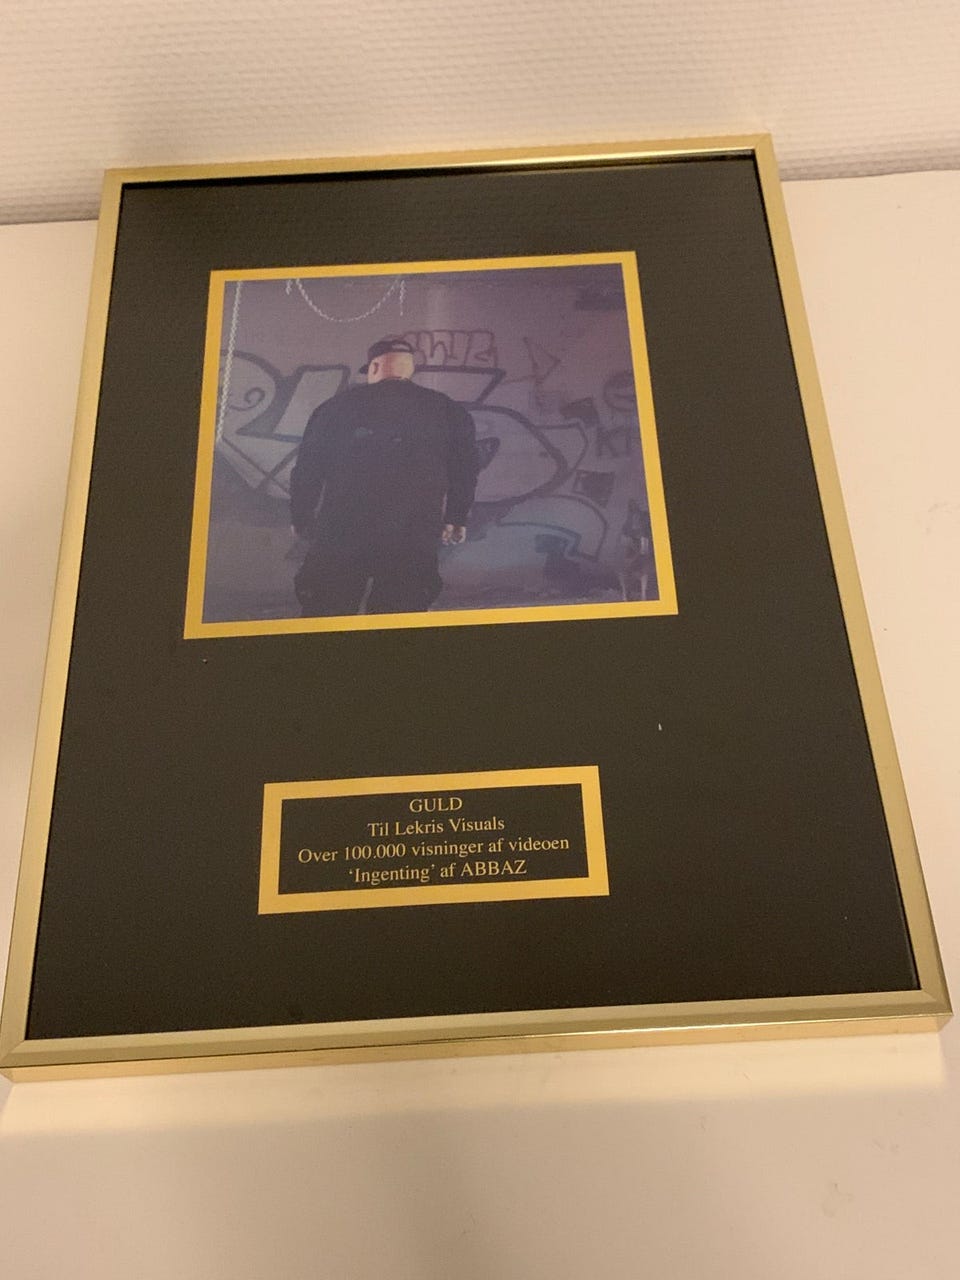 GULD
Til Lekris Visuals
Over 100.000 visninger af videoen
‘Ingenting’ af ABBAZ